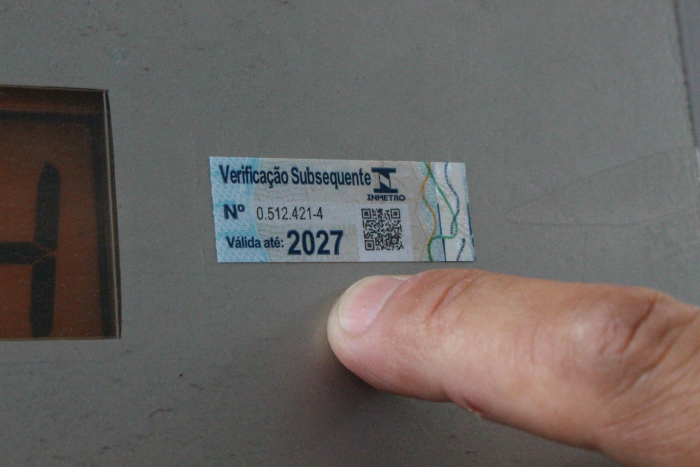 Verificação Subsequente
INMETRO
Nº 0.512.421-4
Válida até: 2027